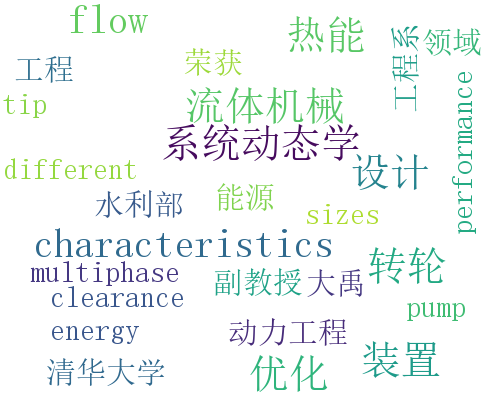 flow
热能
工程系
领域
工程
荣获
tip
流体机械
performance
系统动态学
different
设计
水利部
能源
sizes
characteristics
转轮
multiphase
副教授
大禹
clearance
pump
energy
动力工程
装置
清华大学
优化